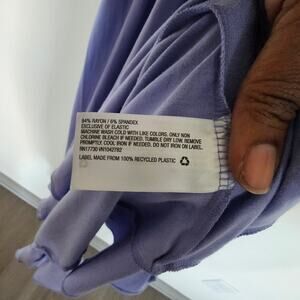 94% RAYON / 6% SPANDEX
EXCLUSIVE OF ELASTIC
MACHINE WASH COLD WITH LIKE COLORS. ONLY NON
CHLORINE BLEACH IF NEEDED. TUMBLE DRY LOW. REMOVE
PROMPTLY. COOL IRON IF NEEDED. DO NOT IRON ON LABEL.
RN17730 VN1042782
LABEL MADE FROM 100% RECYCLED PLASTIC